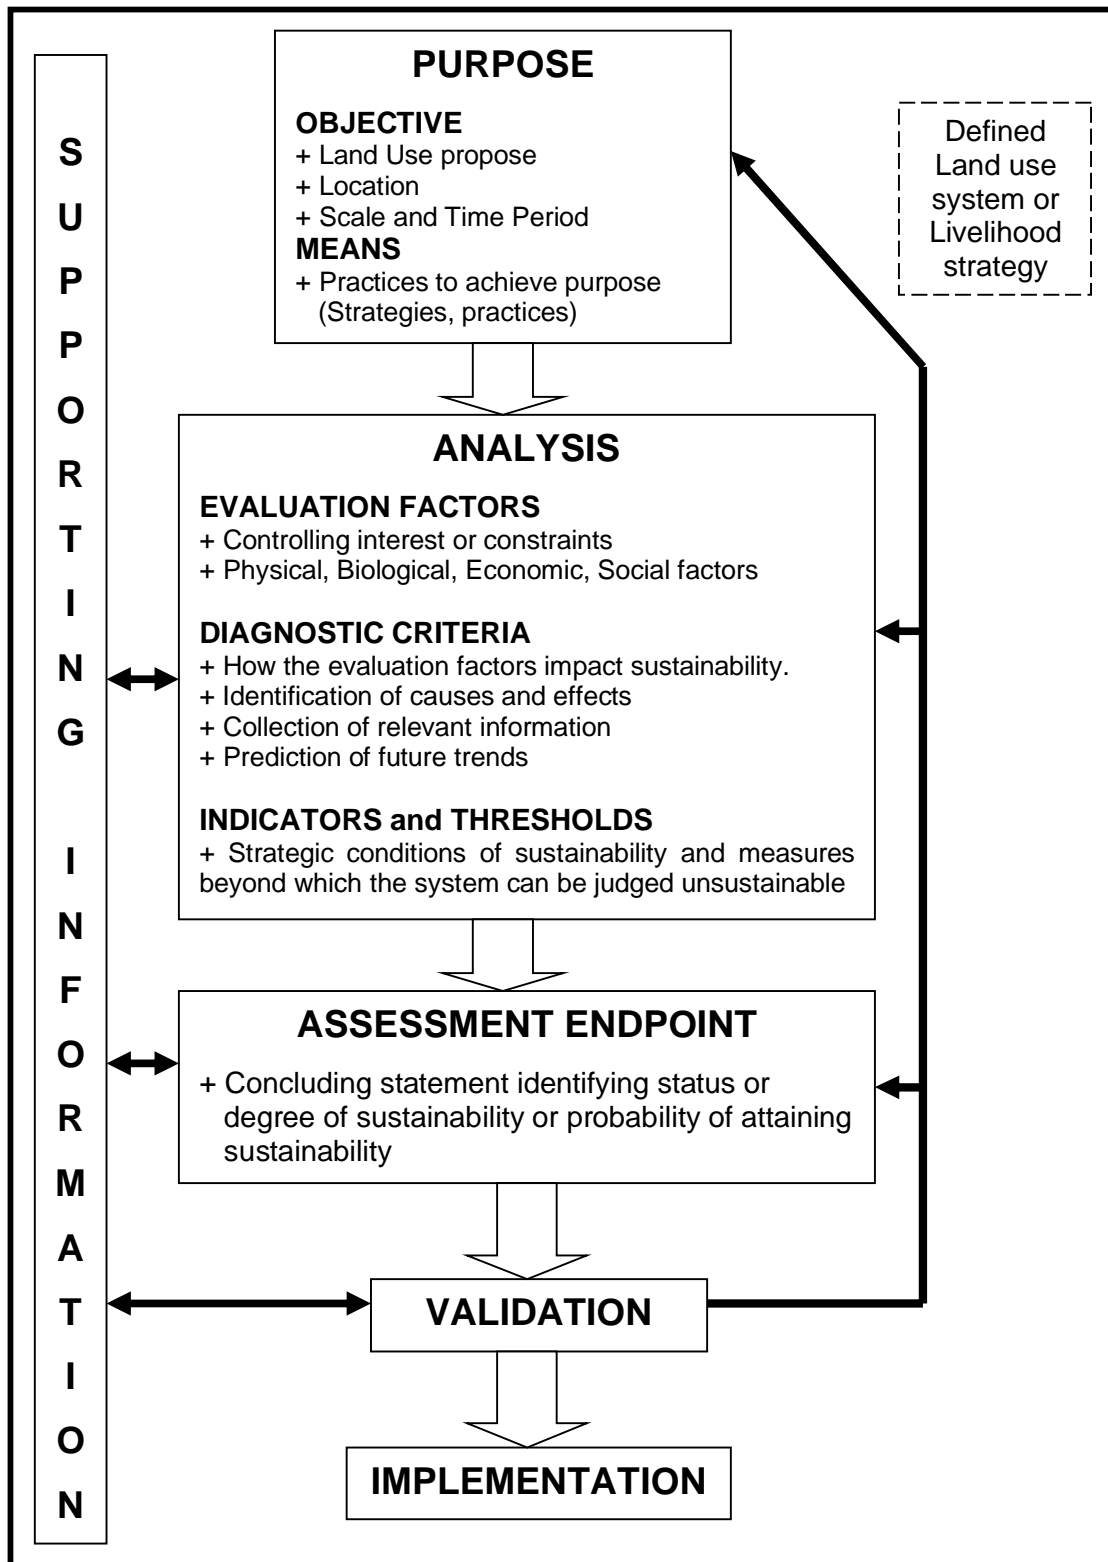 SUPPORTING INFORMATION
PURPOSE
OBJECTIVE
+ Land Use propose
+ Location
+ Scale and Time Period
MEANS
+ Practices to achieve purpose
(Strategies, practices)
Defined
Land use
system or
Livelihood
strategy
ANALYSIS
EVALUATION FACTORS
+ Controlling interest or constraints
+ Physical, Biological, Economic, Social factors
DIAGNOSTIC CRITERIA
+ How the evaluation factors impact sustainability.
+ Identification of causes and effects
+ Collection of relevant information
+ Prediction of future trends
INDICATORS and THRESHOLDS
+ Strategic conditions of sustainability and measures
beyond which the system can be judged unsustainable
ASSESSMENT ENDPOINT
+ Concluding statement identifying status or
degree of sustainability or probability of attaining
sustainability
VALIDATION
IMPLEMENTATION